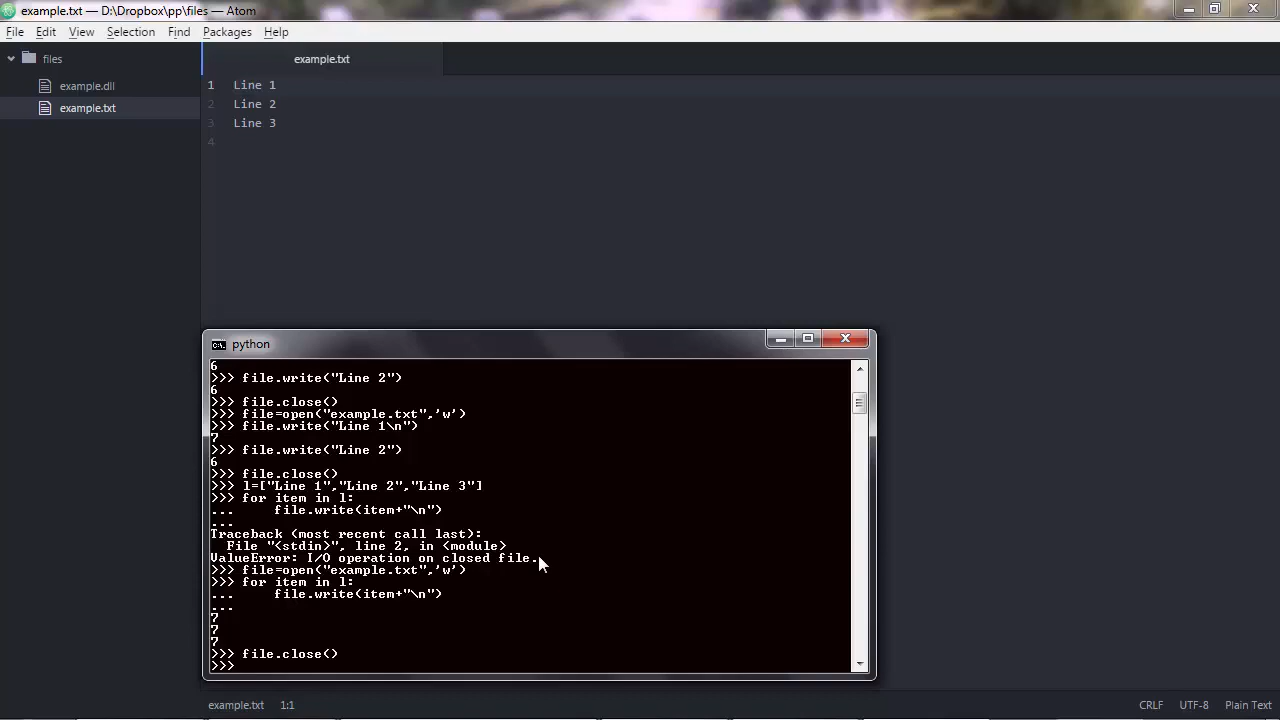 example.txt — D:\Dropbox\pp\files — Atom
File Edit View Selection Find Packages Help
files
example.dll
example.txt
example.txt
1 Line 1
2 Line 2
3 Line 3
4
python
6
>>> file.write("Line 2")
6
>>> file.close()
>>> file=open("example.txt",'w')
>>> file.write("Line 1\n")
7
>>> file.write("Line 2")
6
>>> file.close()
>>> l=["Line 1","Line 2","Line 3"]
>>> for item in l:
...     file.write(item+"\n")
...
Traceback (most recent call last):
  File "<stdin>", line 2, in <module>
ValueError: I/O operation on closed file.
>>> file=open("example.txt",'w')
>>> for item in l:
...     file.write(item+"\n")
...
7
7
7
>>> file.close()
>>>
example.txt 1:1 CRLF UTF-8 Plain Text